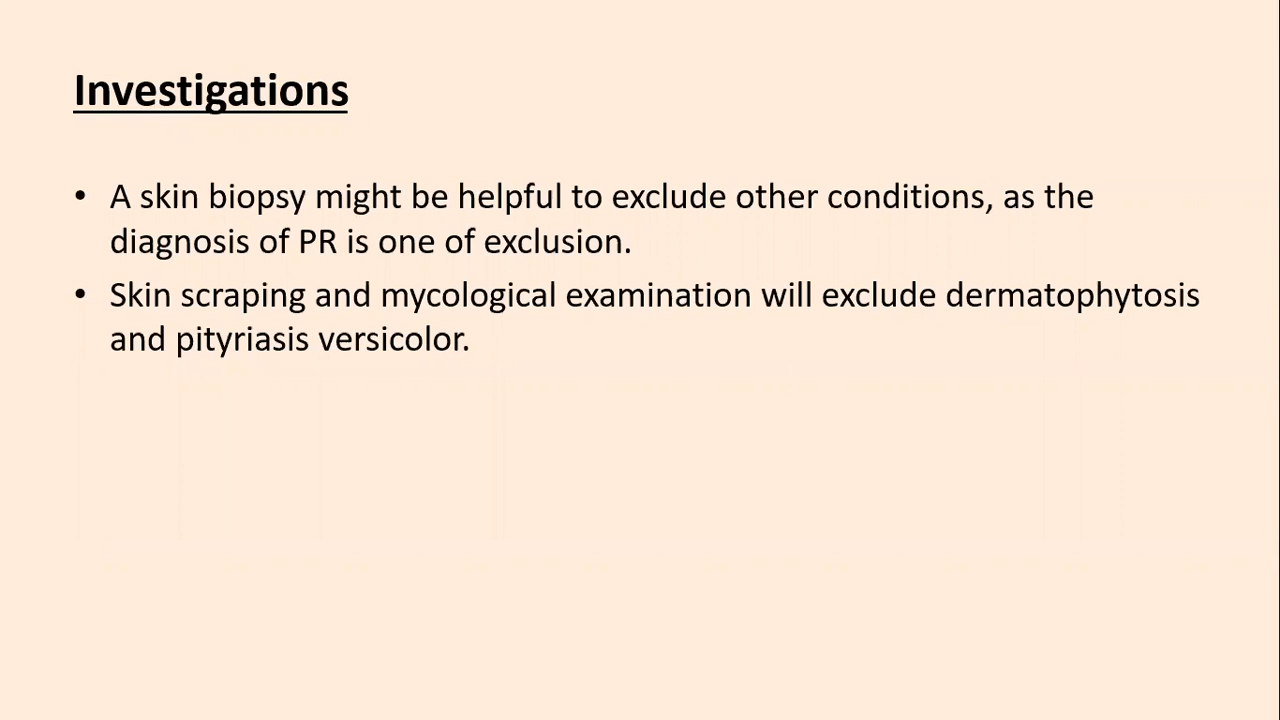 Investigations
• A skin biopsy might be helpful to exclude other conditions, as the
diagnosis of PR is one of exclusion.
• Skin scraping and mycological examination will exclude dermatophytosis
and pityriasis versicolor.